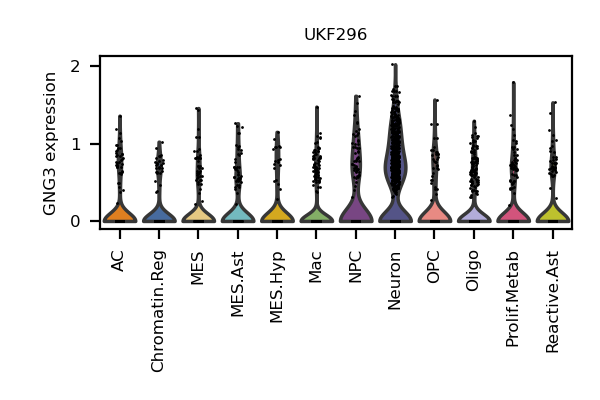 UKF296
GNG3 expression
2
1
0
AC
Chromatin.Reg
MES
MES.Ast
MES.Hyp
Mac
NPC
Neuron
OPC
Oligo
Prolif.Metab
Reactive.Ast